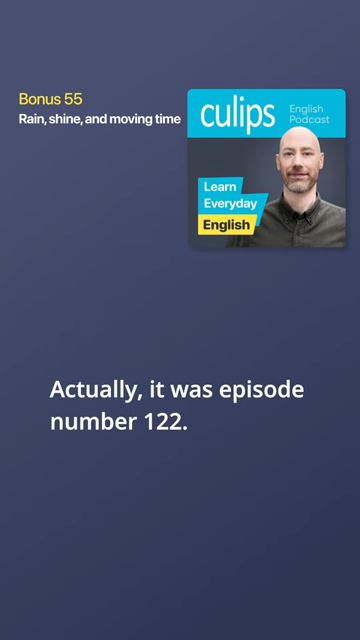 Bonus 55
Rain, shine, and moving time
culips
English
Podcast
Learn
Everyday
English
Actually, it was episode
number 122.